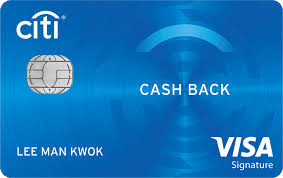 citi
CASH BACK
LEE MAN KWOK
VISA
Signature